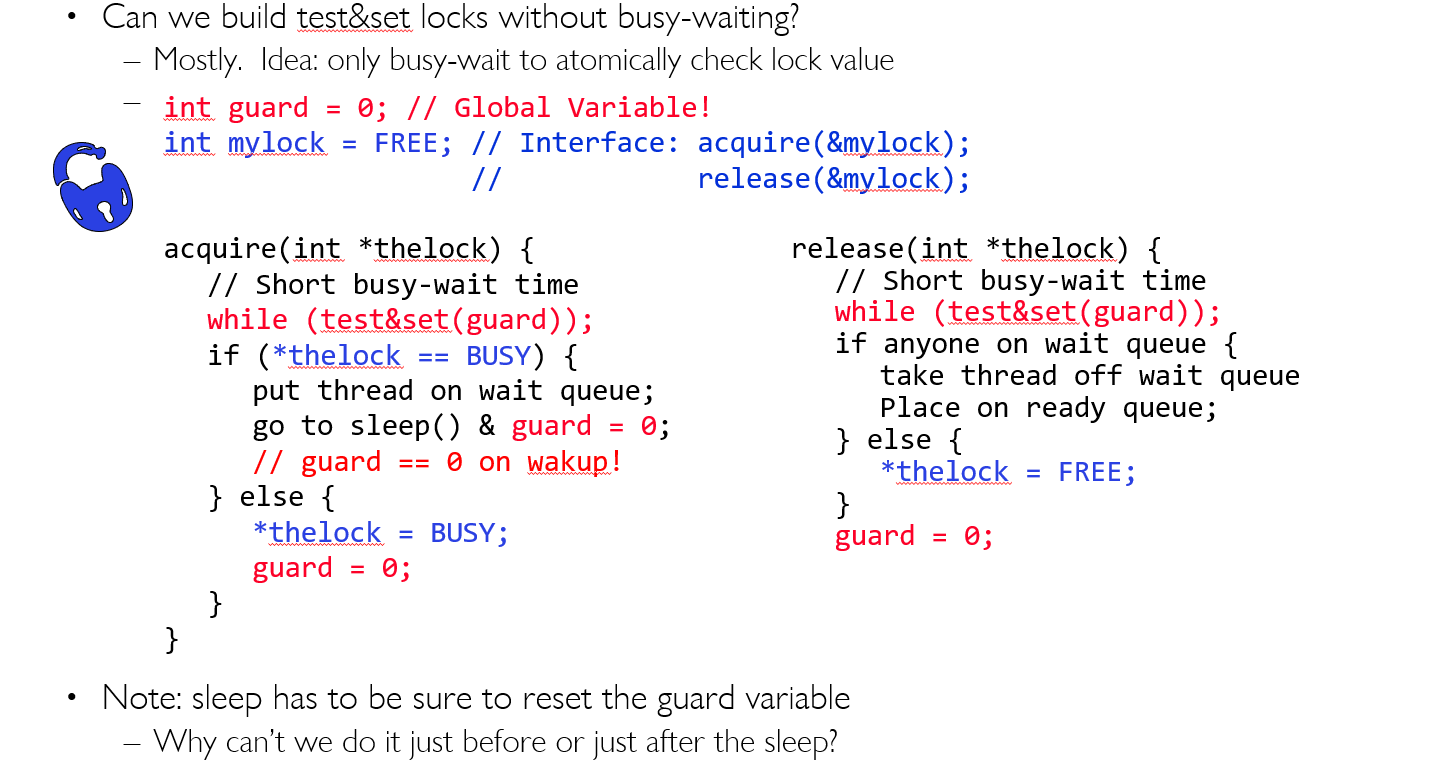 • Can we build test&set locks without busy-waiting?
– Mostly. Idea: only busy-wait to atomically check lock value
– int guard = 0; // Global Variable!
int mylock = FREE; // Interface: acquire(&mylock);
// release(&mylock);
acquire(int *thelock) {
// Short busy-wait time
while (test&set(guard));
if (*thelock == BUSY) {
put thread on wait queue;
go to sleep() & guard = 0;
// guard == 0 on wakup!
} else {
*thelock = BUSY;
guard = 0;
}
}
release(int *thelock) {
// Short busy-wait time
while (test&set(guard));
if anyone on wait queue {
take thread off wait queue
Place on ready queue;
} else {
*thelock = FREE;
}
guard = 0;
• Note: sleep has to be sure to reset the guard variable
– Why can’t we do it just before or just after the sleep?